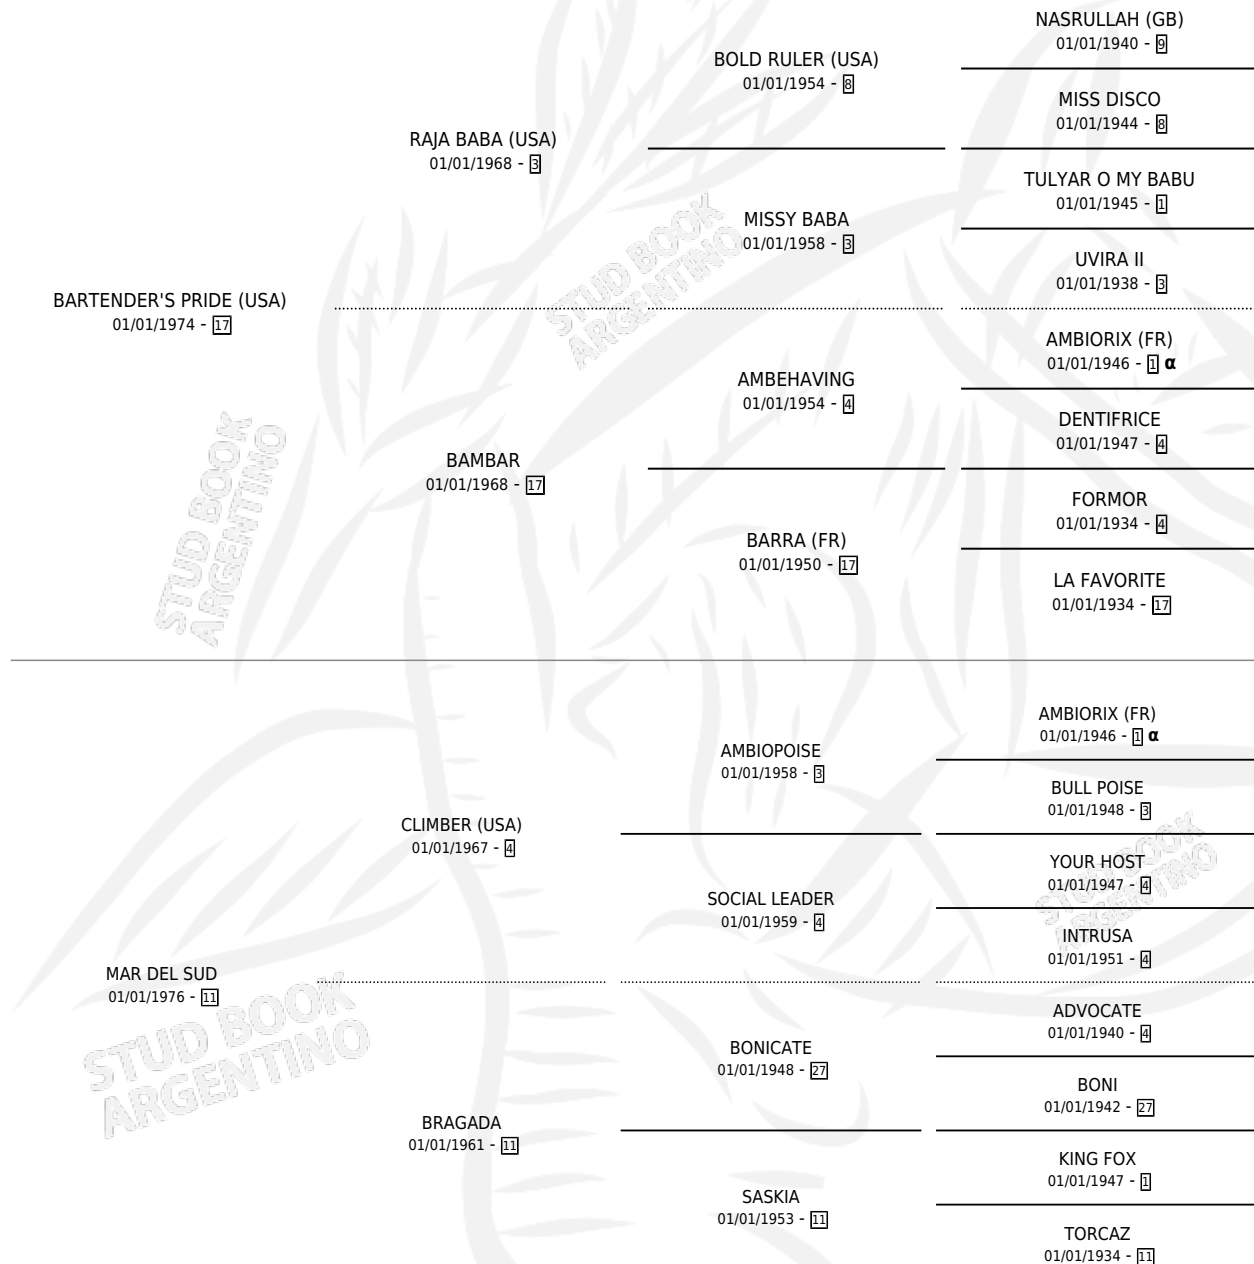 NASRULLAH (GB)
01/01/1940 - 9
BOLD RULER (USA)
01/01/1954 - 8
MISS DISCO
01/01/1944 - 8
RAJA BABA (USA)
01/01/1968 - 3
TULYAR O MY BABU
01/01/1945 - 1
MISSY BABA
01/01/1958 - 3
UVIRA II
01/01/1938 - 3
BARTENDER'S PRIDE (USA)
01/01/1974 - 17
AMBIORIX (FR)
01/01/1946 - 1 α
AMBEHAVING
01/01/1954 - 4
DENTIFRICE
01/01/1947 - 4
BAMBAR
01/01/1968 - 17
FORMOR
01/01/1934 - 4
BARRA (FR)
01/01/1950 - 17
LA FAVORITE
01/01/1934 - 17
AMBIORIX (FR)
01/01/1946 - 1 α
AMBIOPOISE
01/01/1958 - 3
BULL POISE
01/01/1948 - 3
CLIMBER (USA)
01/01/1967 - 4
YOUR HOST
01/01/1947 - 4
SOCIAL LEADER
01/01/1959 - 4
INTRUSA
01/01/1951 - 4
MAR DEL SUD
01/01/1976 - 11
ADVOCATE
01/01/1940 - 4
BONICATE
01/01/1948 - 27
BONI
01/01/1942 - 27
BRAGADA
01/01/1961 - 11
KING FOX
01/01/1947 - 1
SASKIA
01/01/1953 - 11
TORCAZ
01/01/1934 - 11
STUD BOOK
ARGENTINO
STUD BOOK
ARGENTINO
STUD BOOK
ARGENTINO
STUD BOOK
ARGENTINO